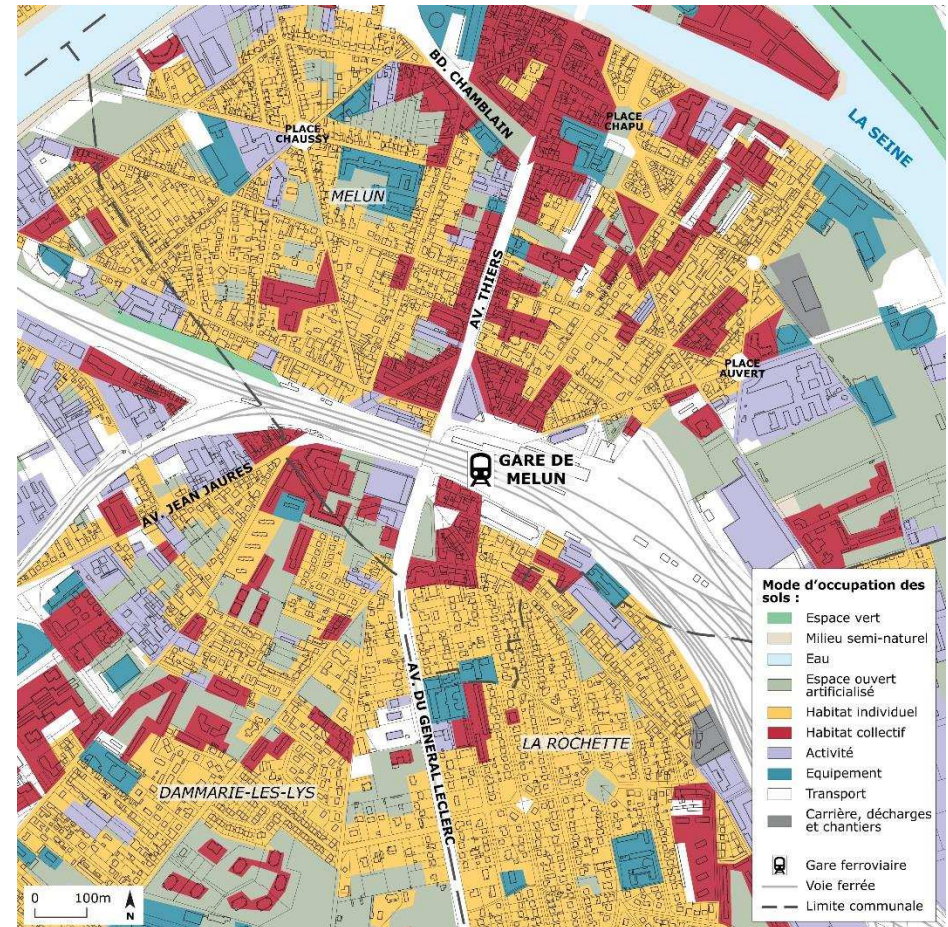 BD. CHAMBLAIN
PLACE
CHAPU
LA SEINE
PLACE
CHAUSSY
MELUN
AV. THIERS
PLACE
AUVERT
GARE DE
MELUN
AV. JEAN JAURES
AV. DU GENERAL LECLERC
LA ROCHETTE
DAMMARIE-LES-LYS
Mode d'occupation des
sols :
Espace vert
Milieu semi-naturel
Eau
Espace ouvert
artificialisé
Habitat individuel
Habitat collectif
Activité
Equipement
Transport
Carrière, décharges
et chantiers
Gare ferroviaire
Voie ferrée
Limite communale
0 100m
N